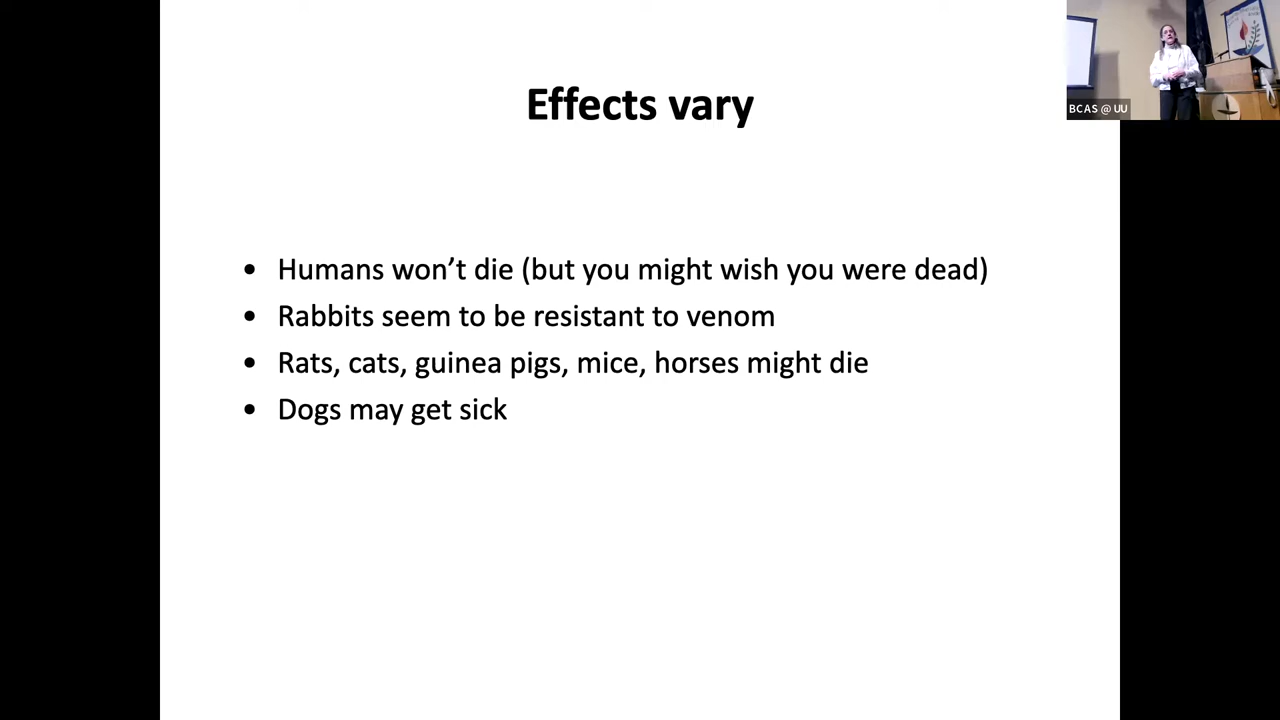 Effects vary
• Humans won’t die (but you might wish you were dead)
• Rabbits seem to be resistant to venom
• Rats, cats, guinea pigs, mice, horses might die
• Dogs may get sick
BCAS @ UU